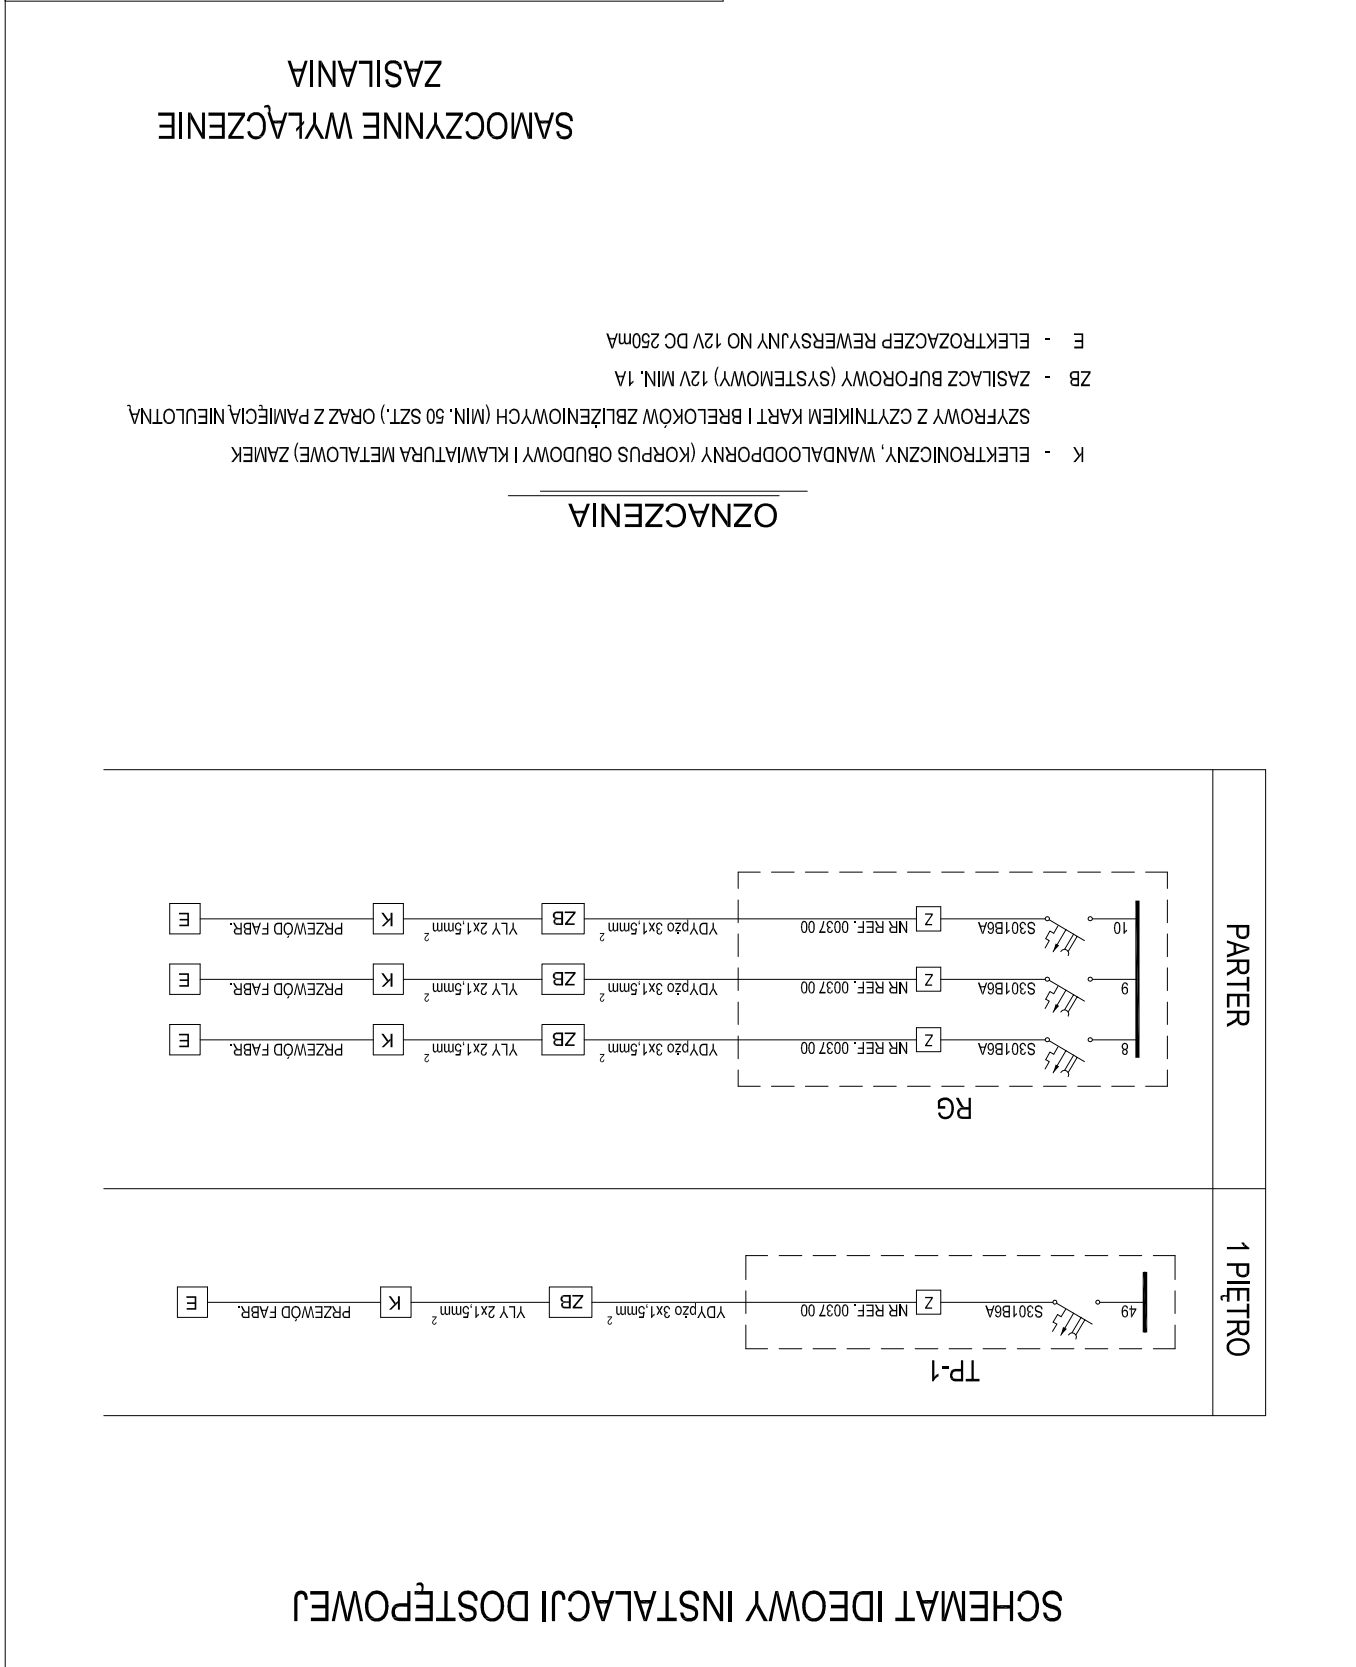 SCHEMAT IDEOWY INSTALACJI DOSTĘPOWEJ
1 PIĘTRO
TP-1
49 S301B6A Z NR REF. 0037 00 YDYpżo 3x1,5mm² ZB YLY 2x1,5mm² K PRZEWÓD FABR. E
PARTER
RG
8 S301B6A Z NR REF. 0037 00 YDYpżo 3x1,5mm² ZB YLY 2x1,5mm² K PRZEWÓD FABR. E
9 S301B6A Z NR REF. 0037 00 YDYpżo 3x1,5mm² ZB YLY 2x1,5mm² K PRZEWÓD FABR. E
10 S301B6A Z NR REF. 0037 00 YDYpżo 3x1,5mm² ZB YLY 2x1,5mm² K PRZEWÓD FABR. E
OZNACZENIA
K - ELEKTRONICZNY, WANDALOODPORNY (KORPUS OBUDOWY I KLAWIATURA METALOWE) ZAMEK
SZYFROWY Z CZYTNIKIEM KART I BRELOKÓW ZBLIŻENIOWYCH (MIN. 50 SZT.) ORAZ Z PAMIĘCIĄ NIEULOTNĄ
ZB - ZASILACZ BUFOROWY (SYSTEMOWY) 12V MIN. 1A
E - ELEKTROZACZEP REWERSYJNY NO 12V DC 250mA
SAMOCZYNNE WYŁĄCZENIE
ZASILANIA